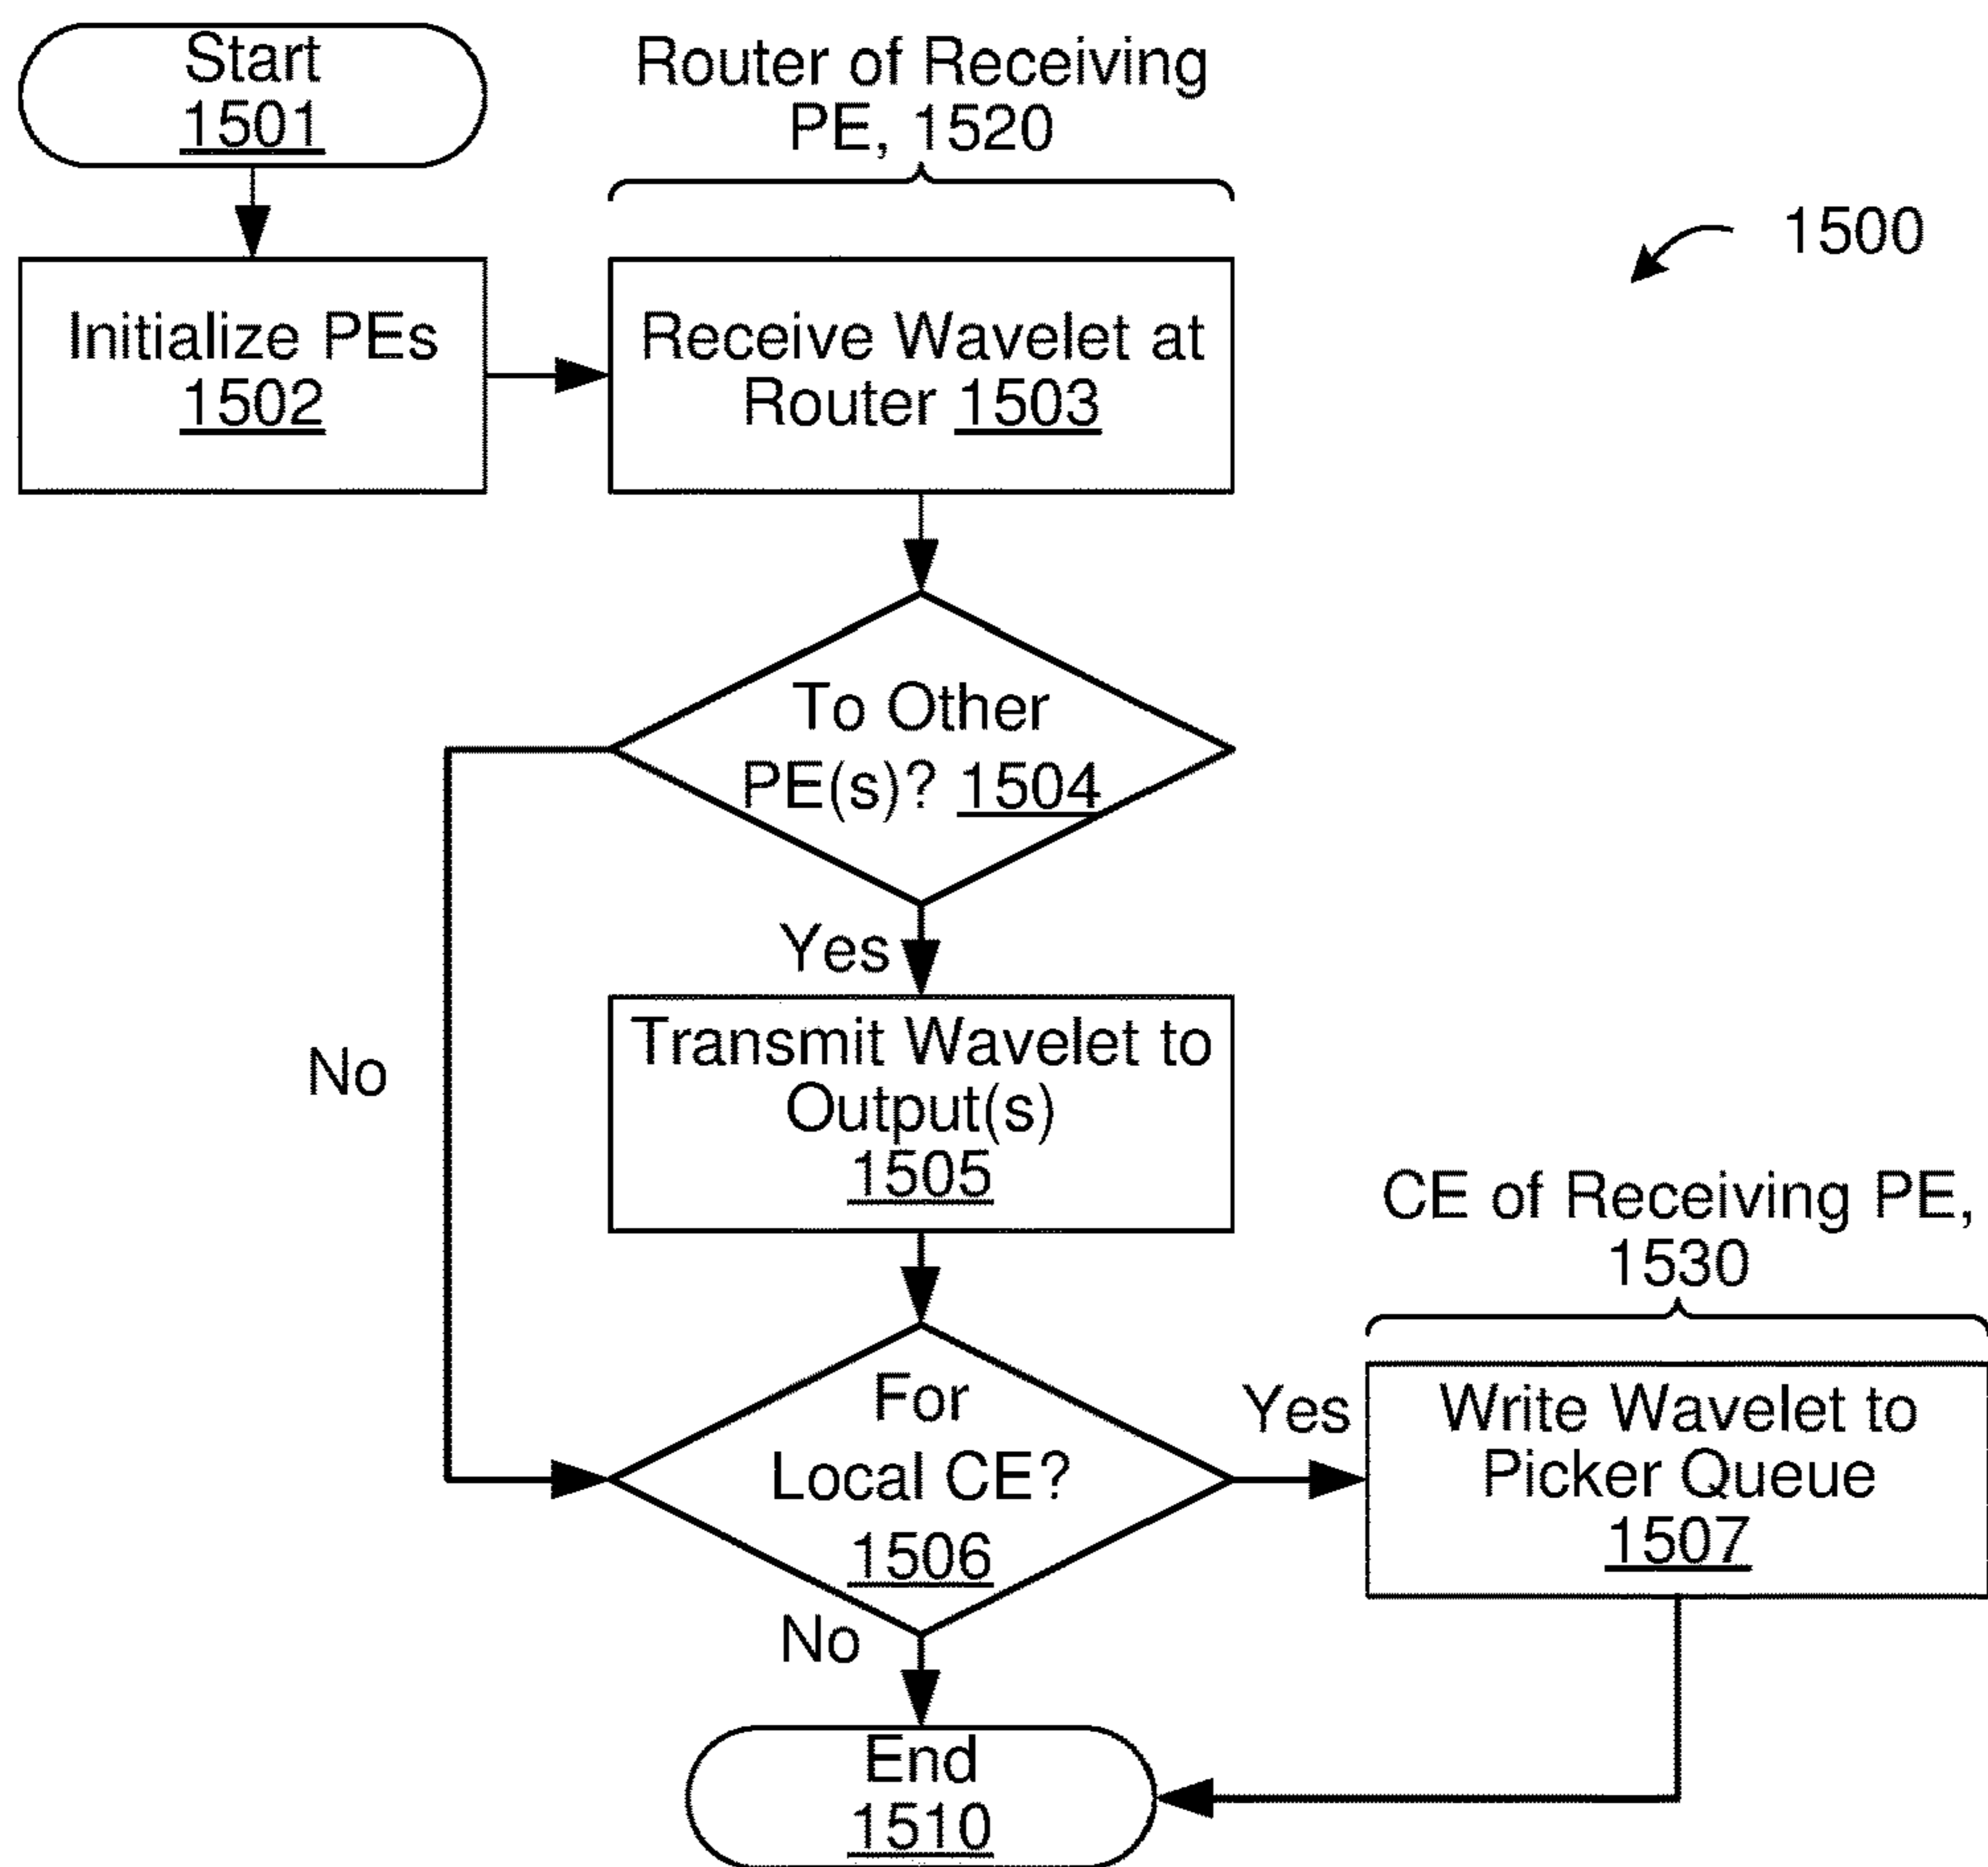 Start
1501
Router of Receiving
PE, 1520
1500
Initialize PEs
1502
Receive Wavelet at
Router 1503
To Other
PE(s)? 1504
Yes
No
Transmit Wavelet to
Output(s)
1505
CE of Receiving PE,
1530
For
Local CE?
1506
Yes
Write Wavelet to
Picker Queue
1507
No
End
1510